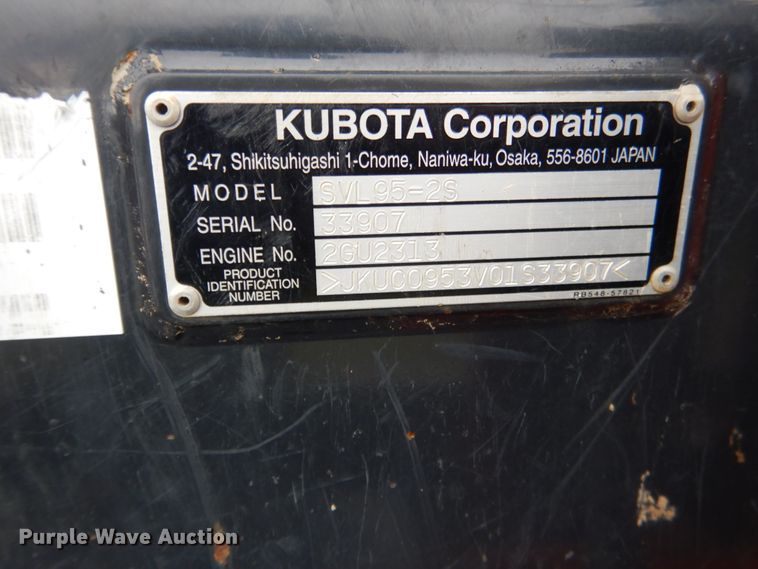 KUBOTA Corporation
2-47, Shikitsuhigashi 1-Chome, Naniwa-ku, Osaka, 556-8601 JAPAN
MODEL SVL95-2S
SERIAL No. 33907
ENGINE No. 2GU2313
PRODUCT IDENTIFICATION NUMBER >JKUC0953V01S33907<
RB548-57821
Purple Wave Auction